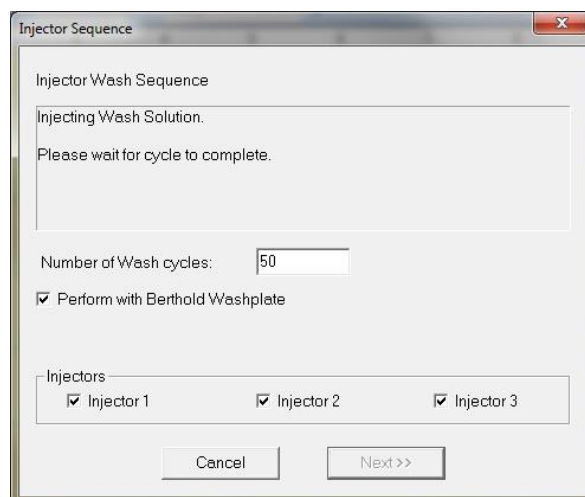 Injector Sequence
Injector Wash Sequence
Injecting Wash Solution.
Please wait for cycle to complete.
Number of Wash cycles: 50
Perform with Berthold Washplate
Injectors
Injector 1 Injector 2 Injector 3
Cancel Next >>